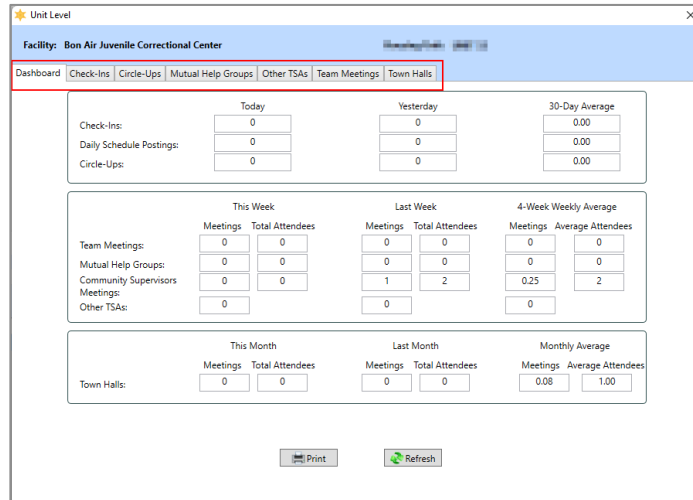 Unit Level
Facility: Bon Air Juvenile Correctional Center
Dashboard Check-Ins Circle-Ups Mutual Help Groups Other TSAs Team Meetings Town Halls
Today Yesterday 30-Day Average
Check-Ins: 0 0 0.00
Daily Schedule Postings: 0 0 0.00
Circle-Ups: 0 0 0.00
This Week Last Week 4-Week Weekly Average
Meetings Total Attendees Meetings Total Attendees Meetings Average Attendees
Team Meetings: 0 0 0 0 0 0
Mutual Help Groups: 0 0 0 0 0 0
Community Supervisors 0 0 1 2 0.25 2
Meetings:
Other TSAs: 0 0 0
This Month Last Month Monthly Average
Meetings Total Attendees Meetings Total Attendees Meetings Average Attendees
Town Halls: 0 0 0 0 0.08 1.00
Print Refresh